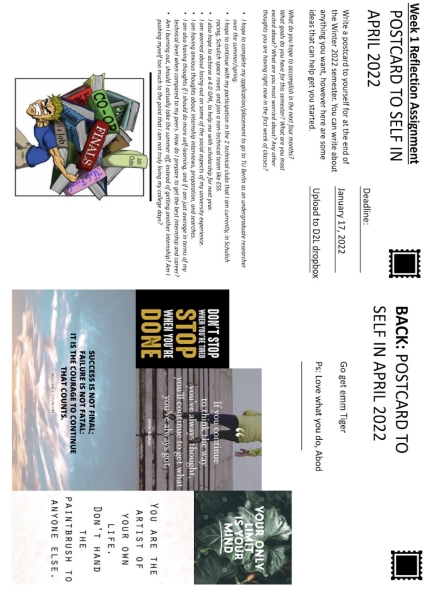 Week 1 Reflection Assignment
POSTCARD TO SELF IN
APRIL 2022
Deadline:
January 17, 2022
Upload to D2L dropbox
Write a postcard to yourself for at the end of
the Winter 2022 semester. You can write about
anything you want, however here are some
ideas that can help get you started.
What do you hope to accomplish in the next four months?
What goals do you have for this semester? What are you most
excited about? What are you most worried about? Any other
thoughts you are having right now in the first week of classes?
• I hope to complete my application/placement to go to TU Berlin as an undergraduate researcher
over the summer/spring.
• I hope to continue with my participation in the 2 technical clubs that I am currently, in Schulich
racing, Schulich space rover, and join a non-technical like ESS.
• I also hope to achieve a 4.0 GPA, to help me with scholarship for next year.
• I am worried about losing-out on some of the social aspects of my university experience.
• I am having anxious thoughts about internship interviews, preparation, and searches.
• I am also having thoughts if I should do more self-learning, and if I am just average in terms of my
technical level when compared to my peers. How do I prepare to get the best internship and career?
• Am I burning out, should I actually take the summer off, instead of getting another internship? Am I
pushing myself too much to the point that I am not truly living my college days?
Join
Clubs
CO-OP
FINALS
a Job
BACK: POSTCARD TO
SELF IN APRIL 2022
Go get emm Tiger
Ps: Love what you do, Abod
YOUR ONLY
LIMIT
IS YOUR
MIND
“
If you continue
to think the way
you've always thought,
you'll continue to get what
you've always got.
DON'T STOP
WHEN YOU'RE TIRED
STOP
WHEN YOU'RE
DONE
SUCCESS IS NOT FINAL;
FAILURE IS NOT FATAL:
IT IS THE COURAGE TO CONTINUE
THAT COUNTS.
YOU ARE THE
ARTIST OF
YOUR OWN
LIFE.
DON'T HAND
THE
PAINTBRUSH TO
ANYONE ELSE.